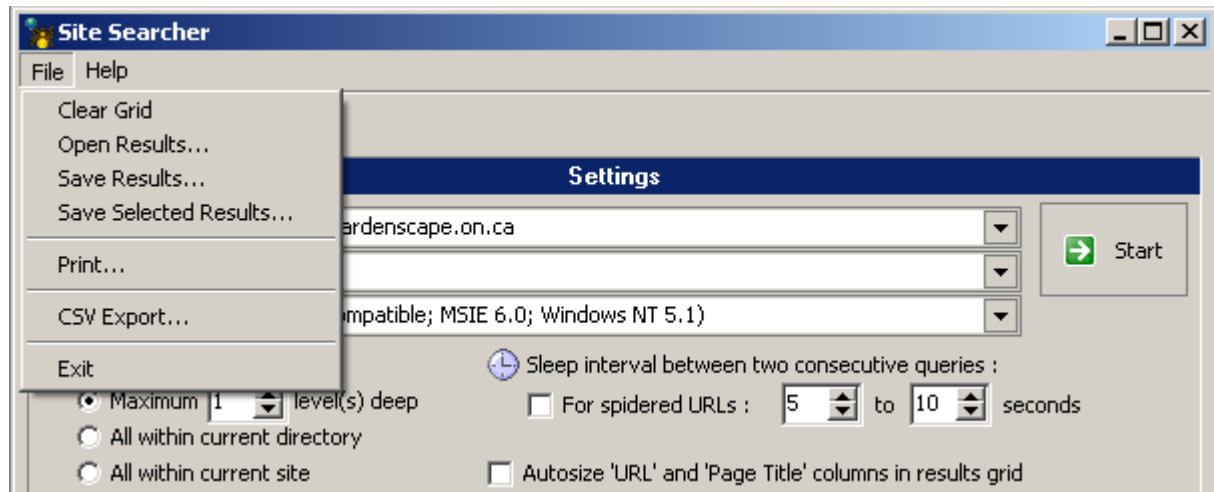 Site Searcher
File Help
Clear Grid
Open Results...
Save Results...
Save Selected Results...
Print...
CSV Export...
Exit
Settings
ardenscape.on.ca
Start
mpatible; MSIE 6.0; Windows NT 5.1)
Maximum 1 level(s) deep
All within current directory
All within current site
Sleep interval between two consecutive queries :
For spidered URLs : 5 to 10 seconds
Autosize 'URL' and 'Page Title' columns in results grid